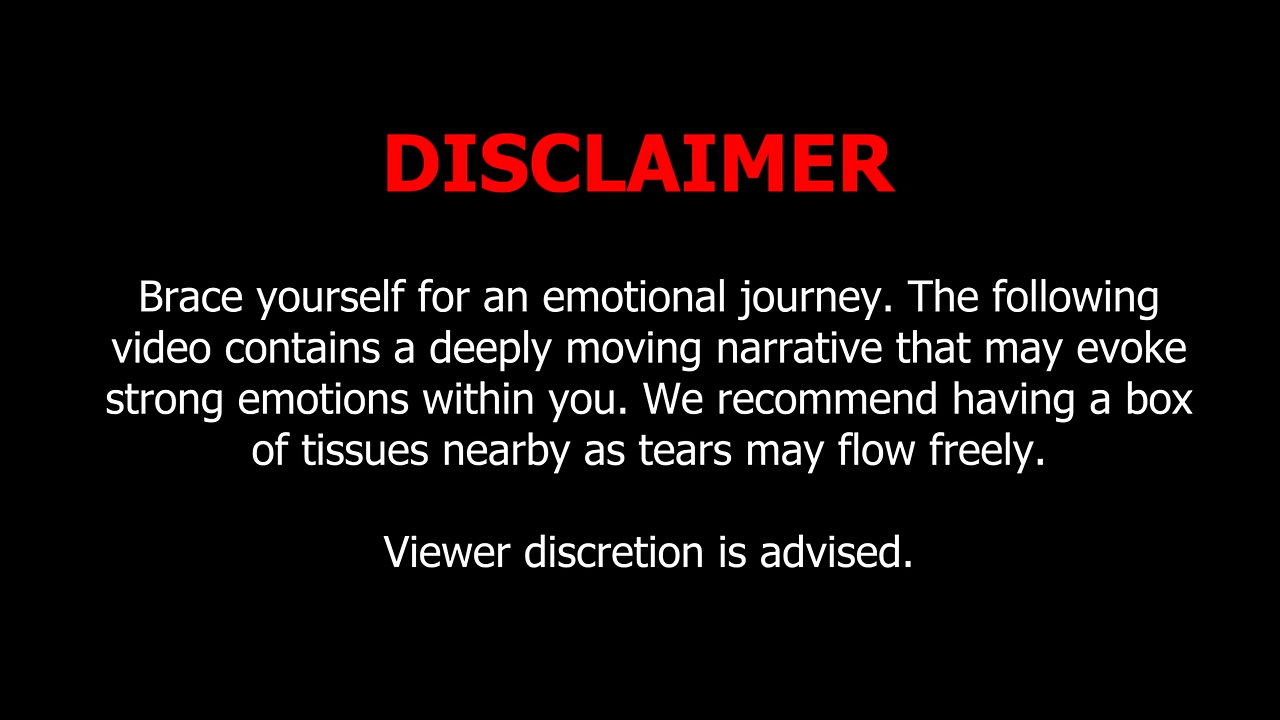 DISCLAIMER
Brace yourself for an emotional journey. The following
video contains a deeply moving narrative that may evoke
strong emotions within you. We recommend having a box
of tissues nearby as tears may flow freely.
Viewer discretion is advised.